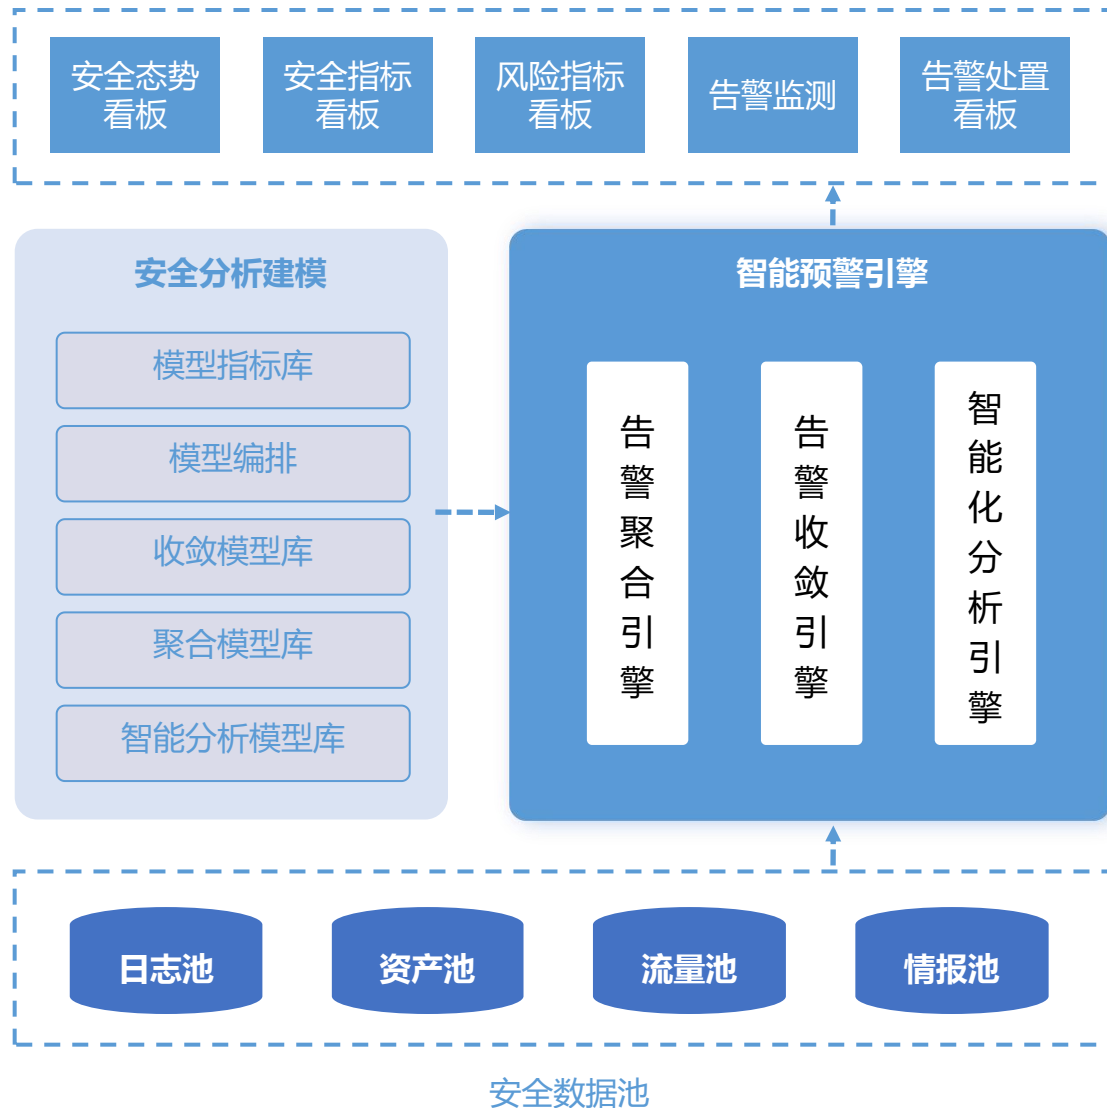 安全态势
看板
安全指标
看板
风险指标
看板
告警监测
告警处置
看板
安全分析建模
模型指标库
模型编排
收敛模型库
聚合模型库
智能分析模型库
智能预警引擎
告警聚合引擎
告警收敛引擎
智能化分析引擎
日志池
资产池
流量池
情报池
安全数据池